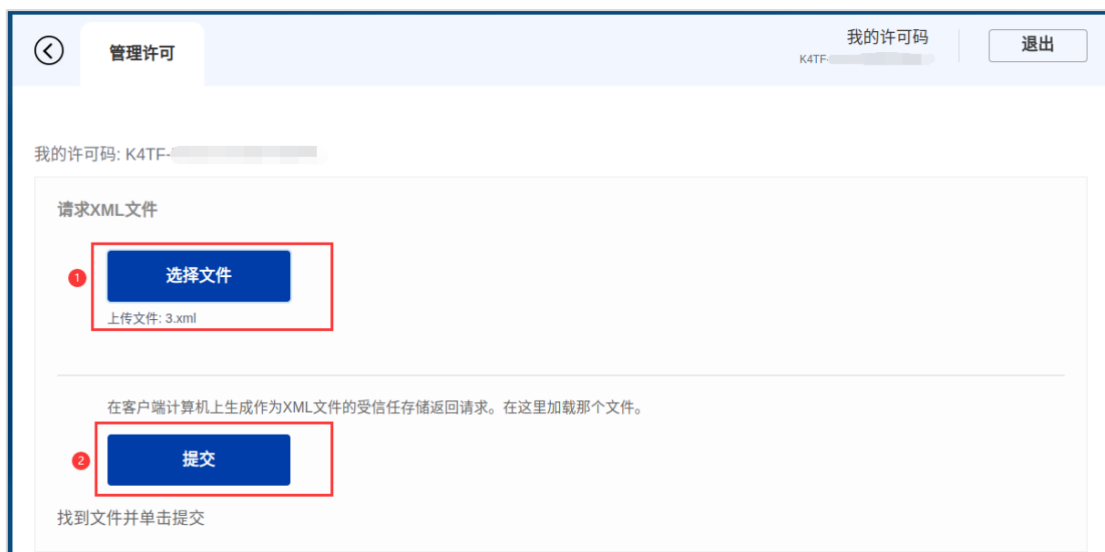 管理许可
我的许可码
K4TF-
退出
我的许可码: K4TF-
请求XML文件
1
选择文件
上传文件: 3.xml
在客户端计算机上生成作为XML文件的受信任存储返回请求。在这里加载那个文件。
2
提交
找到文件并单击提交